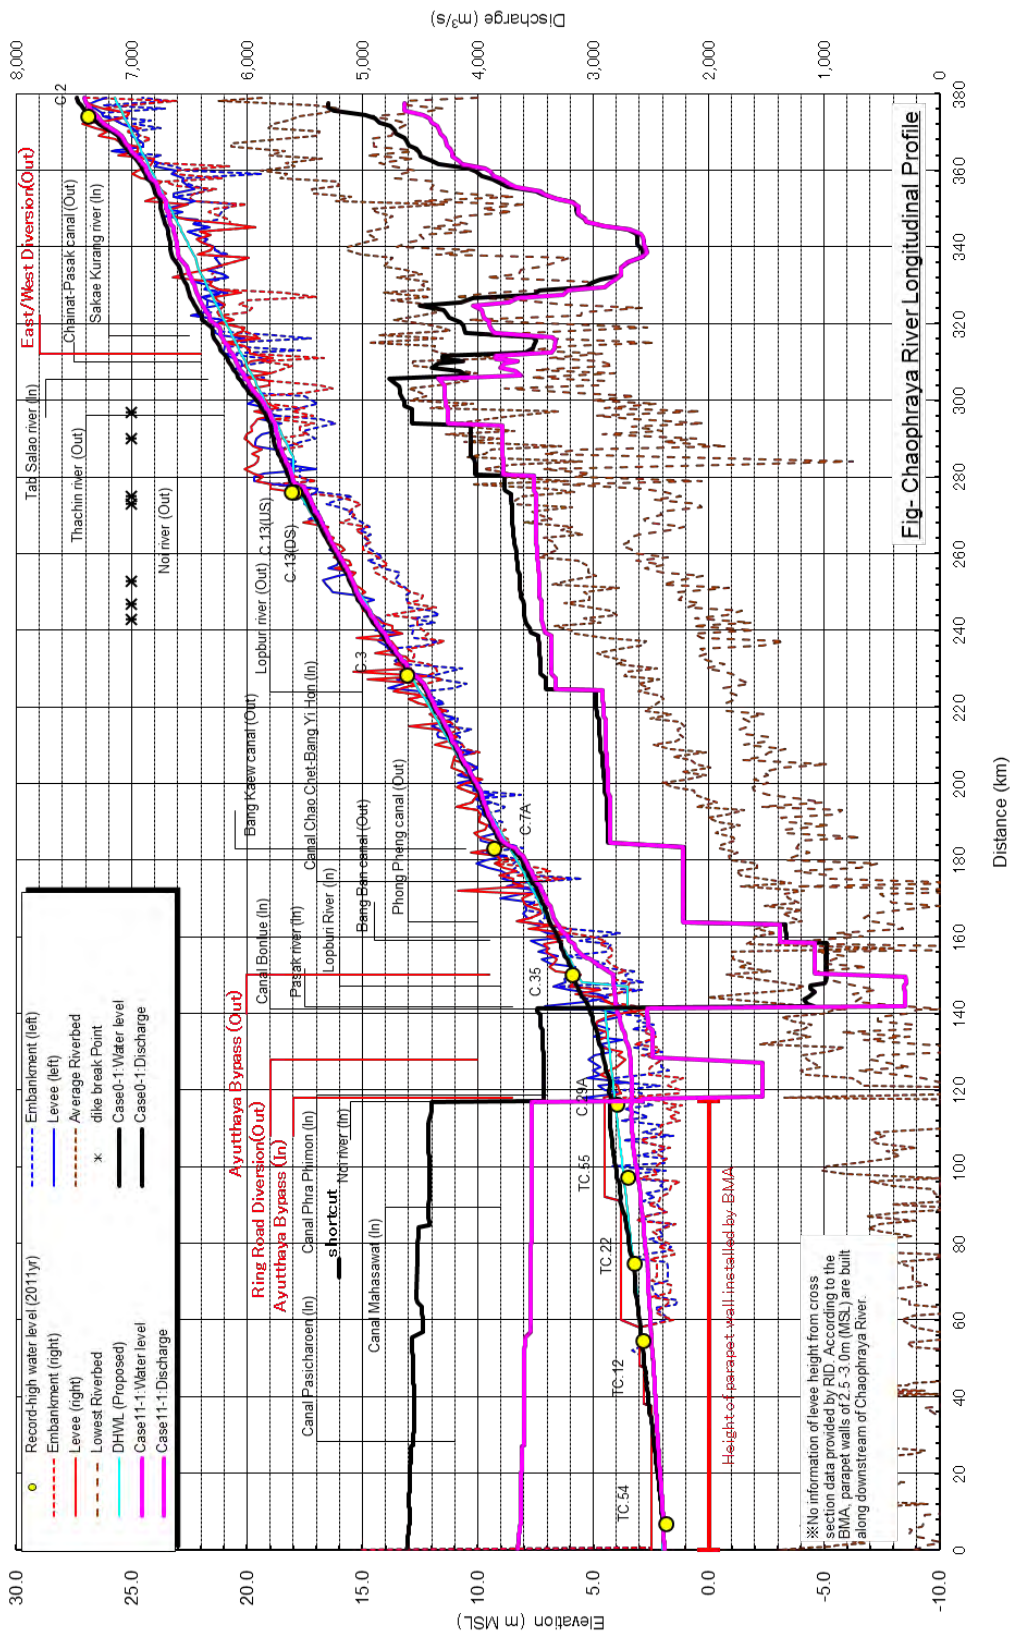 Fig- Chaophraya River Longitudinal Profile
Elevation (m MSL)
30.0
25.0
20.0
15.0
10.0
5.0
0.0
-5.0
-10.0
Discharge (m³/s)
8,000
7,000
6,000
5,000
4,000
3,000
2,000
1,000
0
Distance (km)
0
20
40
60
80
100
120
140
160
180
200
220
240
260
280
300
320
340
360
380
Record-high water level (2011yr)
Embankment (right)
Levee (right)
Lowest Riverbed
DHWL (Proposed)
Case11-1:Water level
Case11-1:Discharge
Embankment (left)
Levee (left)
Average Riverbed
dike break Point
Case0-1:Water level
Case0-1:Discharge
Ring Road Diversion(Out)
Ayutthaya Bypass (In)
Ayutthaya Bypass (Out)
East/West Diversion(Out)
Canal Pasicharoen (In)
Canal Mahasawat (In)
Canal Phra Phimon (In)
Noi river (In)
shortcut
Canal Bonlue (In)
Pasak river (In)
Lopburi River (In)
Bang Ban canal (Out)
Phong Pheng canal (Out)
Bang Kaew canal (Out)
Canal Chao Chet-Bang Yi Hon (In)
Lopburi river (Out)
Noi river (Out)
Thachin river (Out)
Tab Salao river (In)
Chainat-Pasak canal (Out)
Sakae Kurang river (In)
TC.54
TC.12
TC.22
TC.55
C.29A
C.35
C.7A
C.3
C.13(DS)
C.13(US)
C.2
Height of parapet wall installed by BMA
※No information of levee height from cross
section data provided by RID. According to the
BMA, parapet walls of 2.5 -3.0m (MSL) are built
along downstream of Chaophraya River.